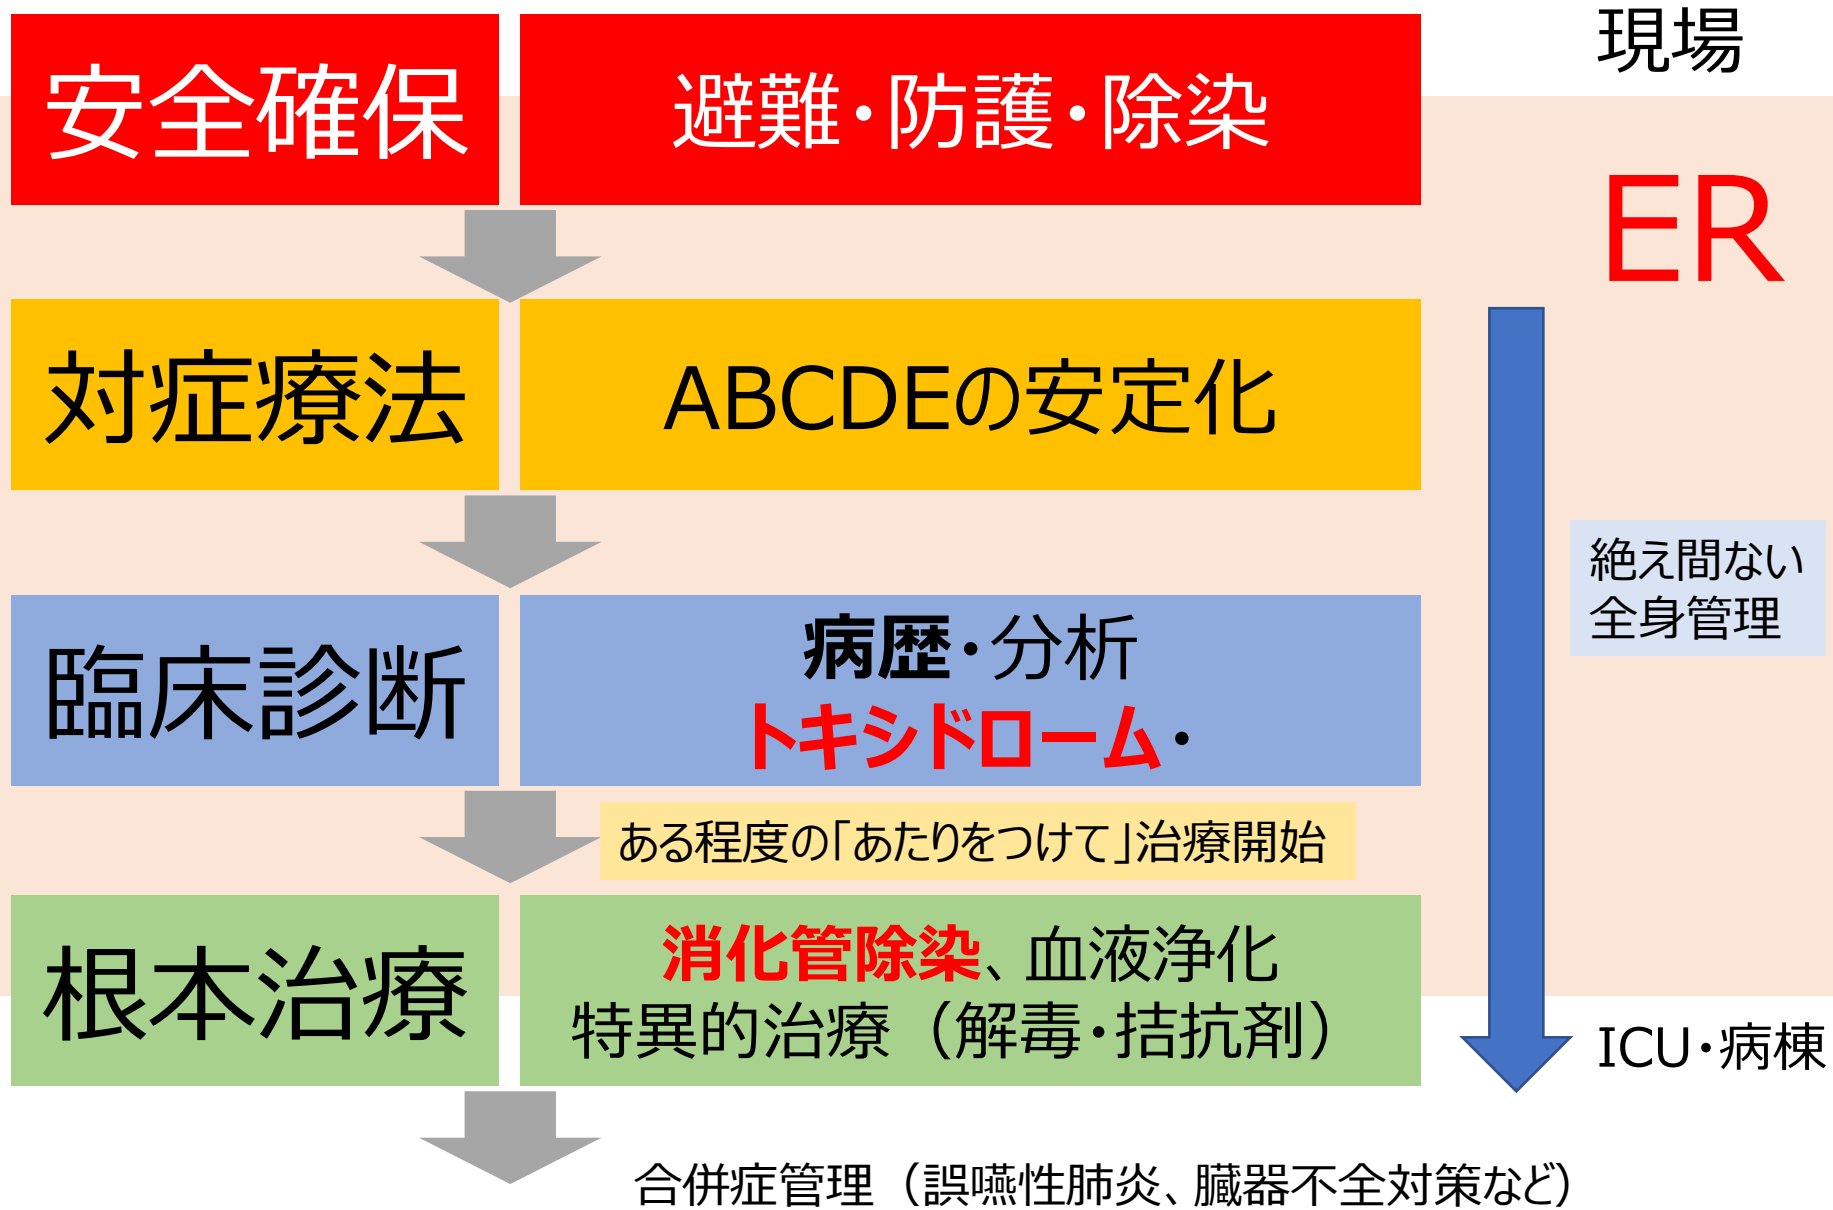 現場
安全確保
避難・防護・除染
ER
対症療法
ABCDEの安定化
絶え間ない
全身管理
臨床診断
病歴・分析
トキシドローム・
ある程度の「あたりをつけて」治療開始
根本治療
消化管除染、血液浄化
特異的治療（解毒・拮抗剤）
ICU・病棟
合併症管理（誤嚥性肺炎、臓器不全対策など）